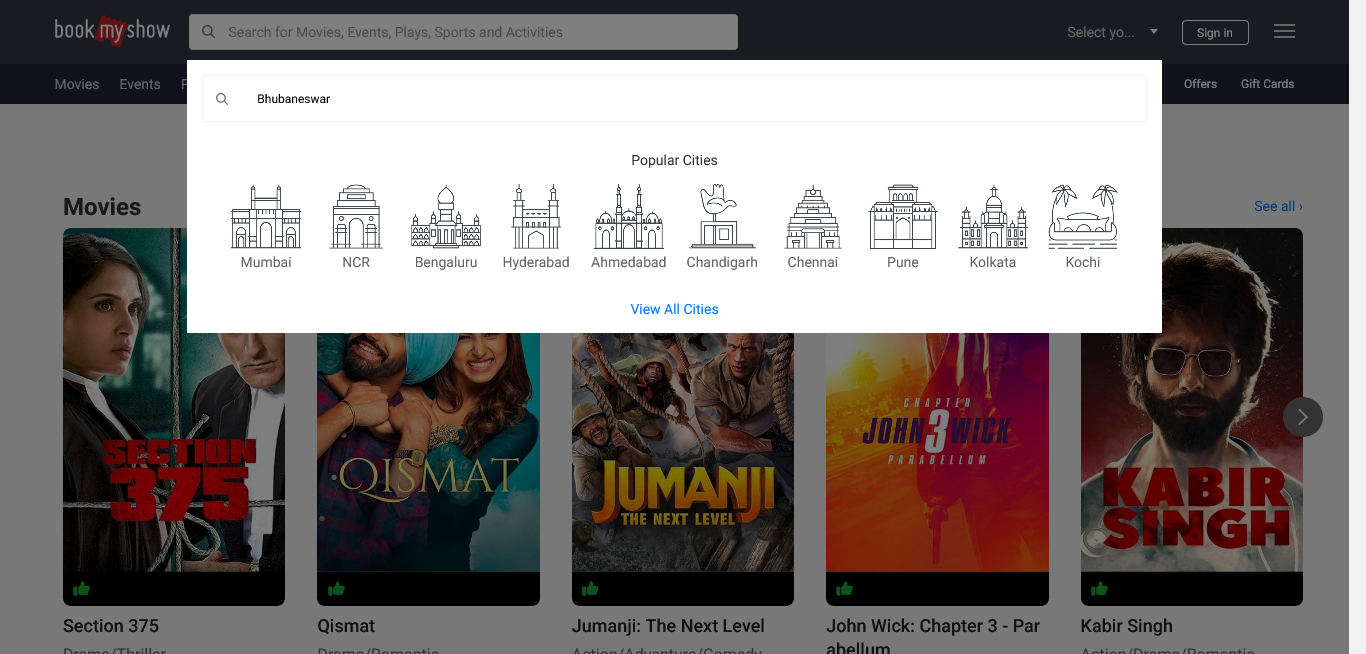 book my show
Search for Movies, Events, Plays, Sports and Activities
Select yo...
Sign in
Movies
Events
Offers
Gift Cards
Bhubaneswar
Popular Cities
Mumbai
NCR
Bengaluru
Hyderabad
Ahmedabad
Chandigarh
Chennai
Pune
Kolkata
Kochi
View All Cities
Movies
See all ›
SECTION
375
QISMAT
JUMANJI
THE NEXT LEVEL
CHAPTER
JOHN 3 WICK
PARABELLUM
KABIR
SINGH
Section 375
Qismat
Jumanji: The Next Level
John Wick: Chapter 3 - Par
abellum
Kabir Singh
Drama/Thriller
Drama/Romantic
Action/Adventure/Comedy
Action/Drama/Romantic